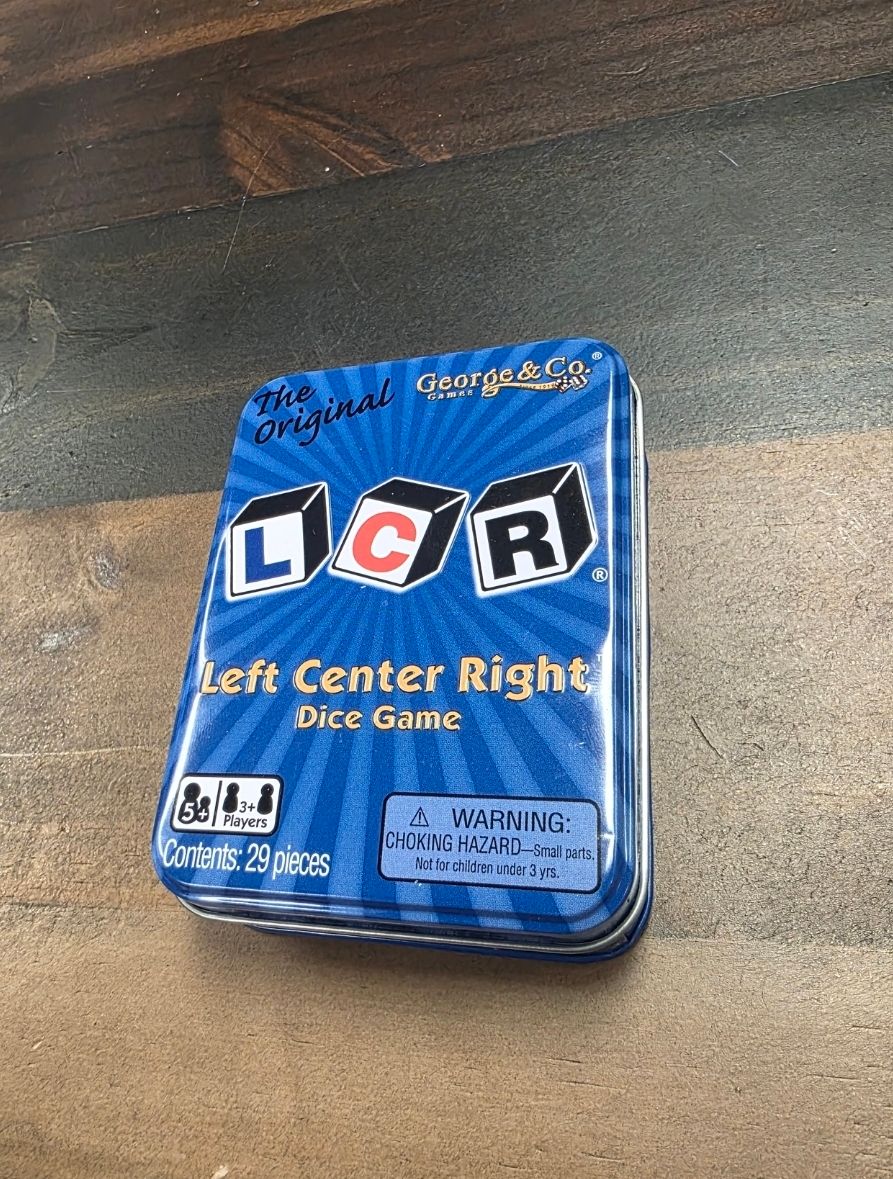 The
Original
George & Co.®
Games
L C R®
Left Center Right
Dice Game
5+
3+
Players
Contents: 29 pieces
WARNING:
CHOKING HAZARD—Small parts.
Not for children under 3 yrs.